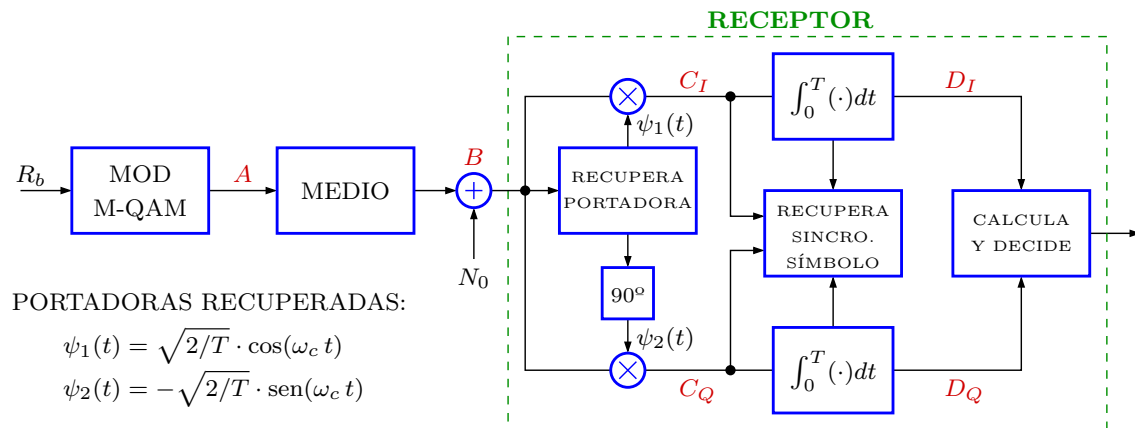 RECEPTOR
R_b
MOD
M-QAM
A
MEDIO
B
+
N_0
×
ψ_1(t)
RECUPERA
PORTADORA
90º
ψ_2(t)
×
C_I
C_Q
∫_0^T (·)dt
RECUPERA
SINCRO.
SÍMBOLO
∫_0^T (·)dt
D_I
D_Q
CALCULA
Y DECIDE
PORTADORAS RECUPERADAS:
ψ_1(t) = √2/T · cos(ω_c t)
ψ_2(t) = −√2/T · sen(ω_c t)